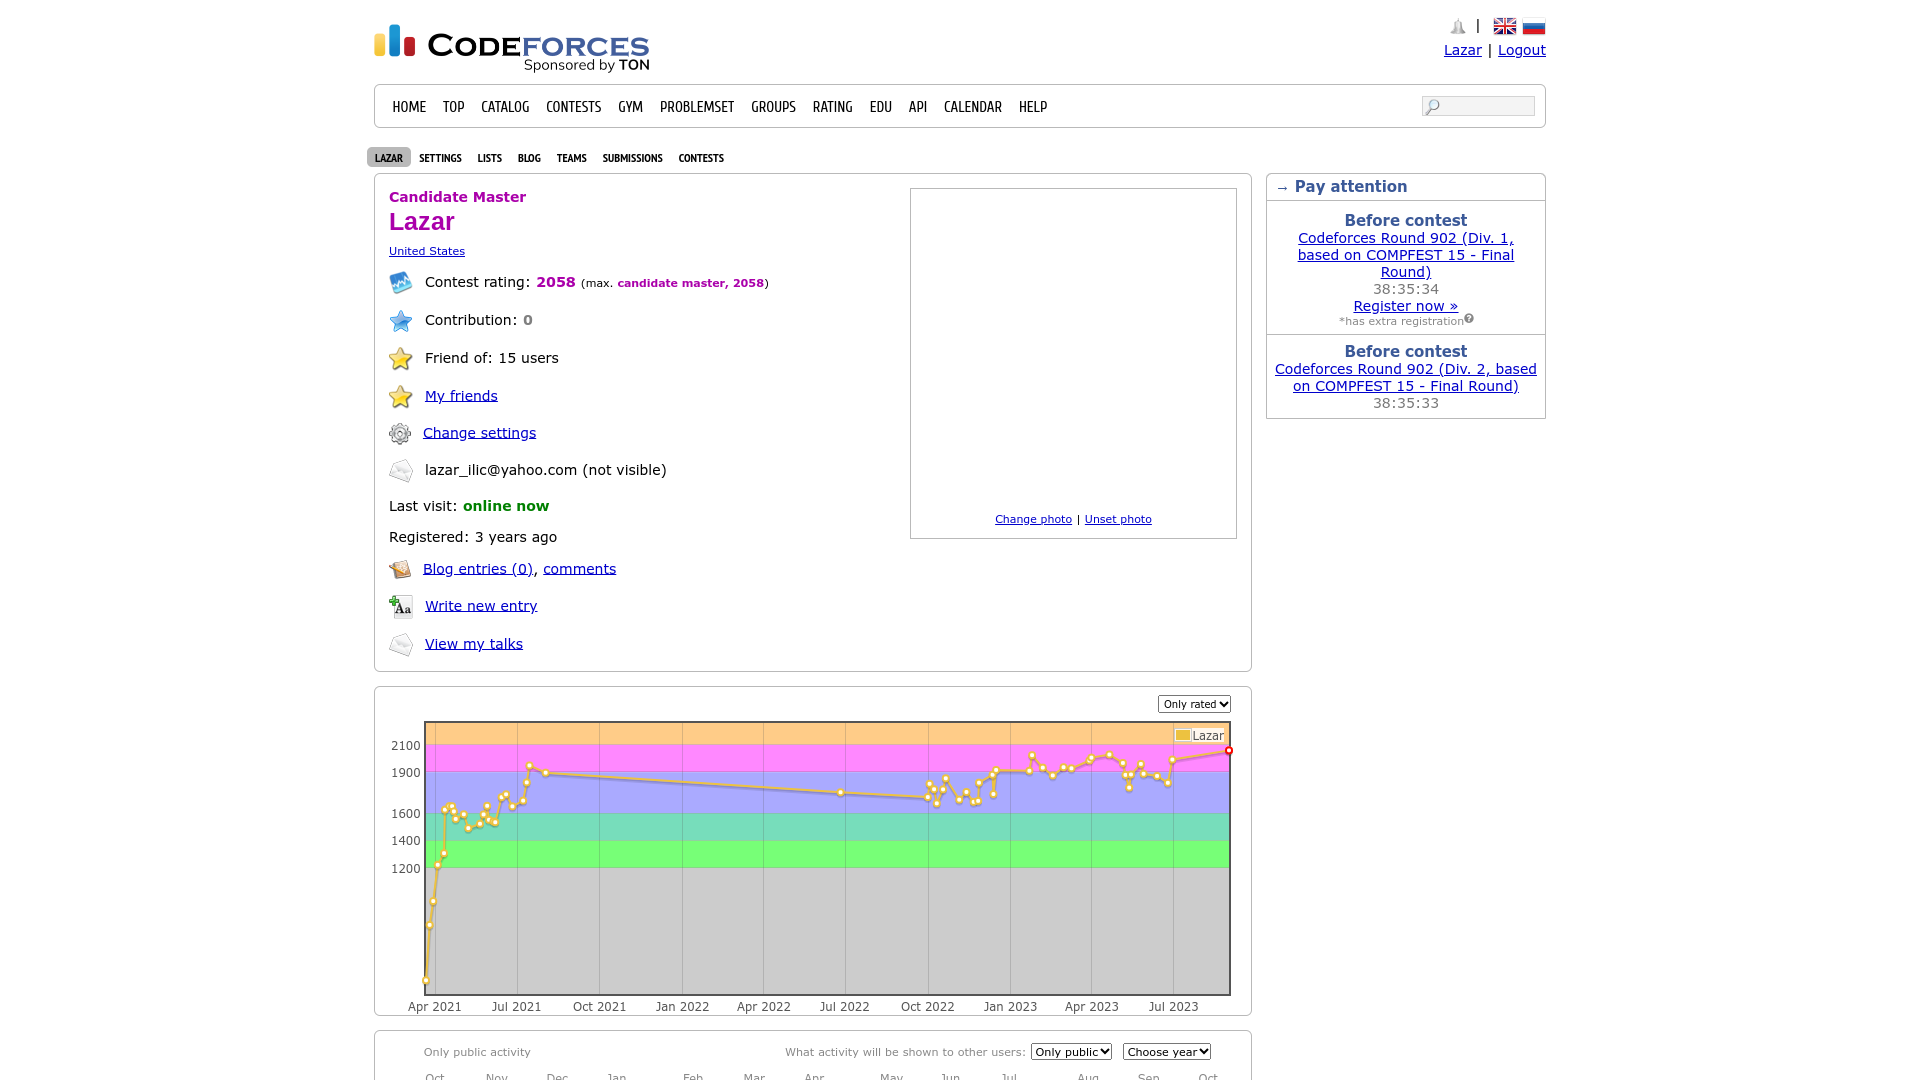 CODEFORCES
Sponsored by TON
|
Lazar | Logout
HOME TOP CATALOG CONTESTS GYM PROBLEMSET GROUPS RATING EDU API CALENDAR HELP
LAZAR SETTINGS LISTS BLOG TEAMS SUBMISSIONS CONTESTS
Candidate Master
Lazar
United States
Contest rating: 2058 (max. candidate master, 2058)
Contribution: 0
Friend of: 15 users
My friends
Change settings
lazar_ilic@yahoo.com (not visible)
Last visit: online now
Registered: 3 years ago
Blog entries (0), comments
Write new entry
View my talks
Change photo | Unset photo
→ Pay attention
Before contest
Codeforces Round 902 (Div. 1,
based on COMPFEST 15 - Final
Round)
38:35:34
Register now »
*has extra registration
Before contest
Codeforces Round 902 (Div. 2, based
on COMPFEST 15 - Final Round)
38:35:33
Only rated
Lazar
2100
1900
1600
1400
1200
Apr 2021 Jul 2021 Oct 2021 Jan 2022 Apr 2022 Jul 2022 Oct 2022 Jan 2023 Apr 2023 Jul 2023
Only public activity
What activity will be shown to other users: Only public Choose year
Oct Nov Dec Jan Feb Mar Apr May Jun Jul Aug Sep Oct